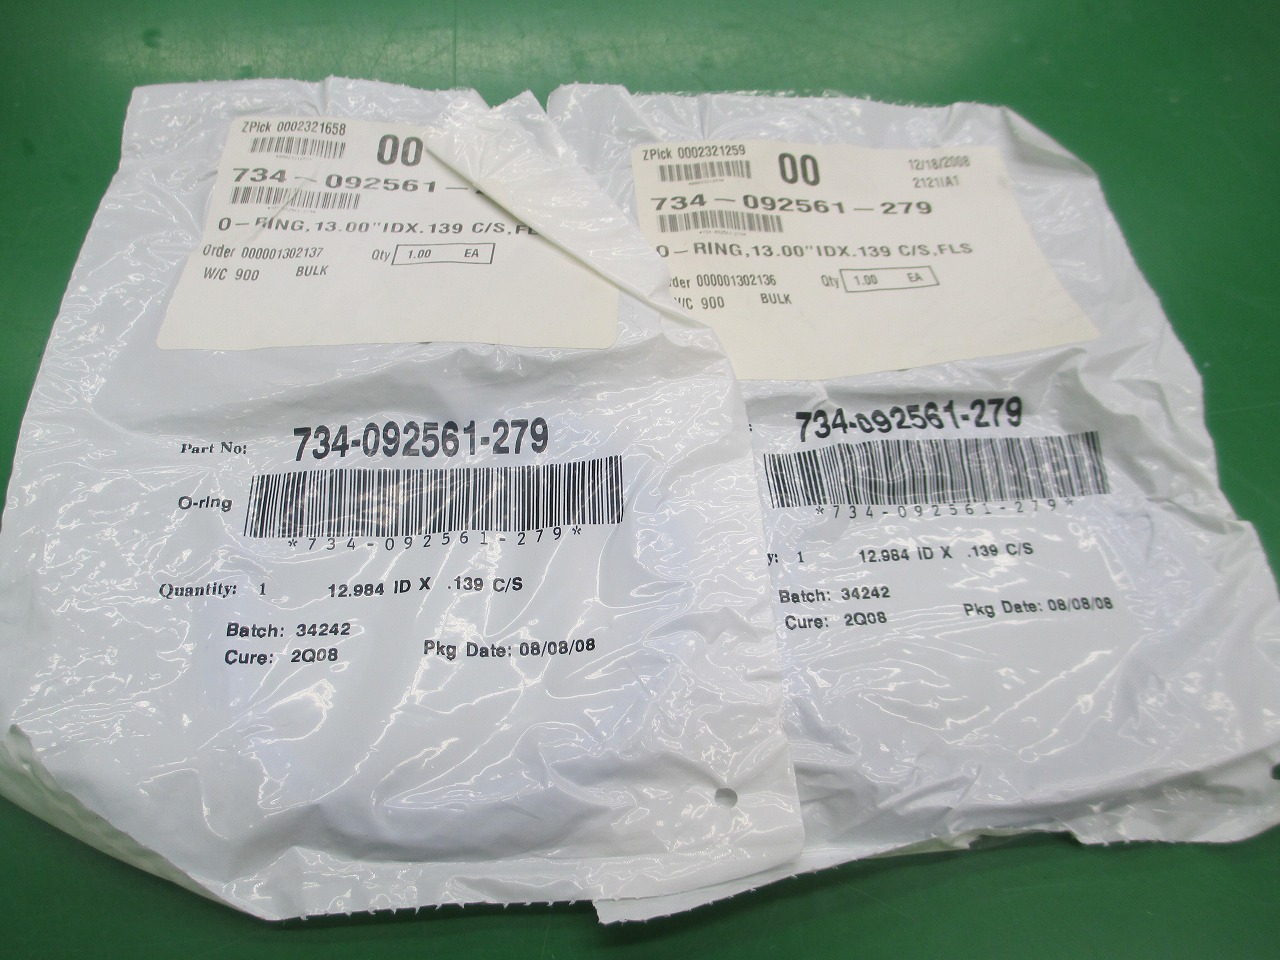 ZPick 0002321658
00
734-092561-
O-RING,13.00"IDX.139 C/S,
Order 000001302137
Qty 1.00 EA
W/C 900 BULK
Part No: 734-092561-279
O-ring
*734-092561-279*
Quantity: 1 12.984 ID X .139 C/S
Batch: 34242
Cure: 2Q08 Pkg Date: 08/08/08
ZPick 0002321259
00
12/18/2008
734-092561-279
O-RING,13.00"IDX.139 C/S,FLS
der 000001302136
Qty 1.00 EA
/C 900 BULK
734-092561-279
*734-092561-279*
y: 1 12.984 ID X .139 C/S
Batch: 34242
Cure: 2Q08 Pkg Date: 08/08/08